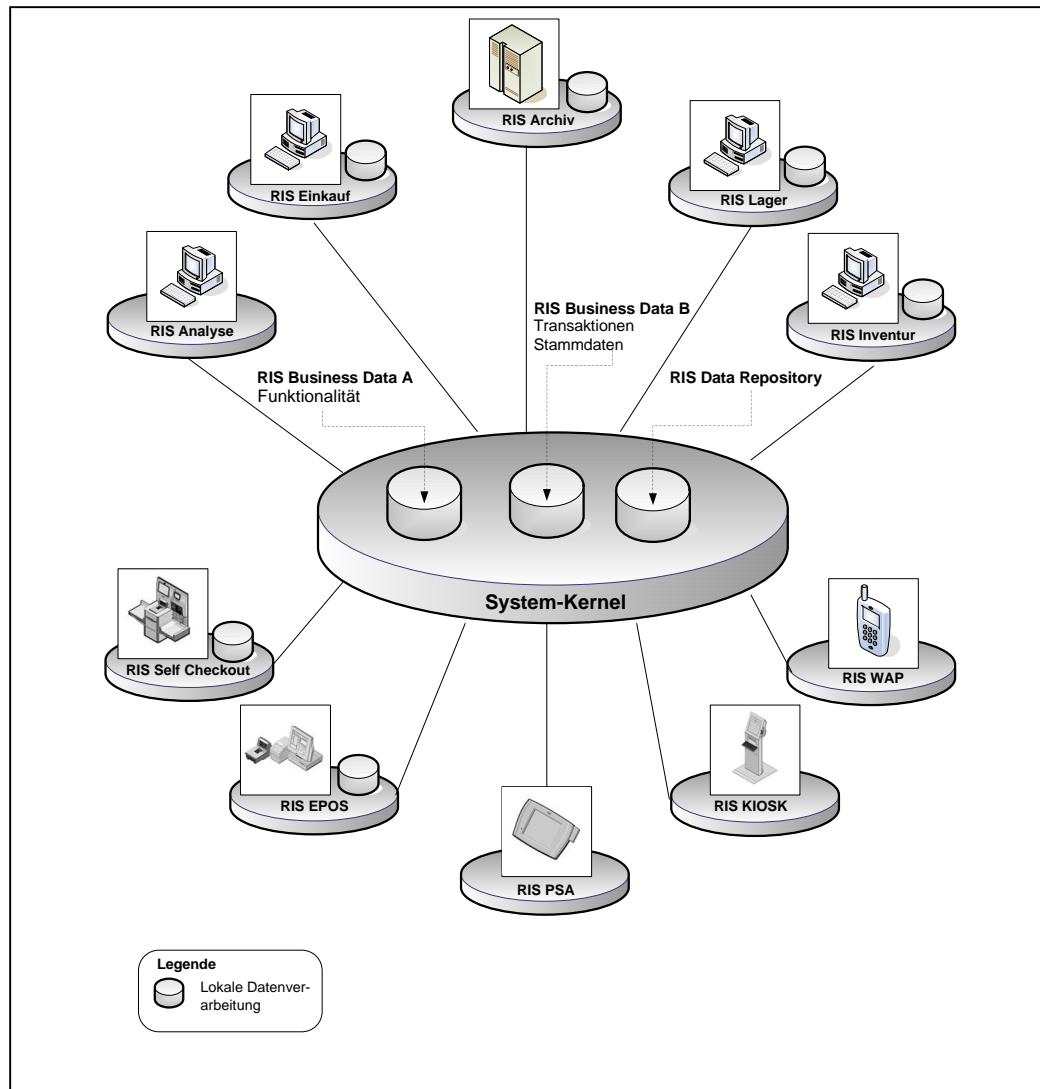 RIS Archiv
RIS Einkauf
RIS Lager
RIS Analyse
RIS Inventur
RIS Business Data B
Transaktionen
Stammdaten
RIS Business Data A
Funktionalität
RIS Data Repository
System-Kernel
RIS Self Checkout
RIS WAP
RIS EPOS
RIS KIOSK
RIS PSA
Legende
Lokale Datenver-
arbeitung